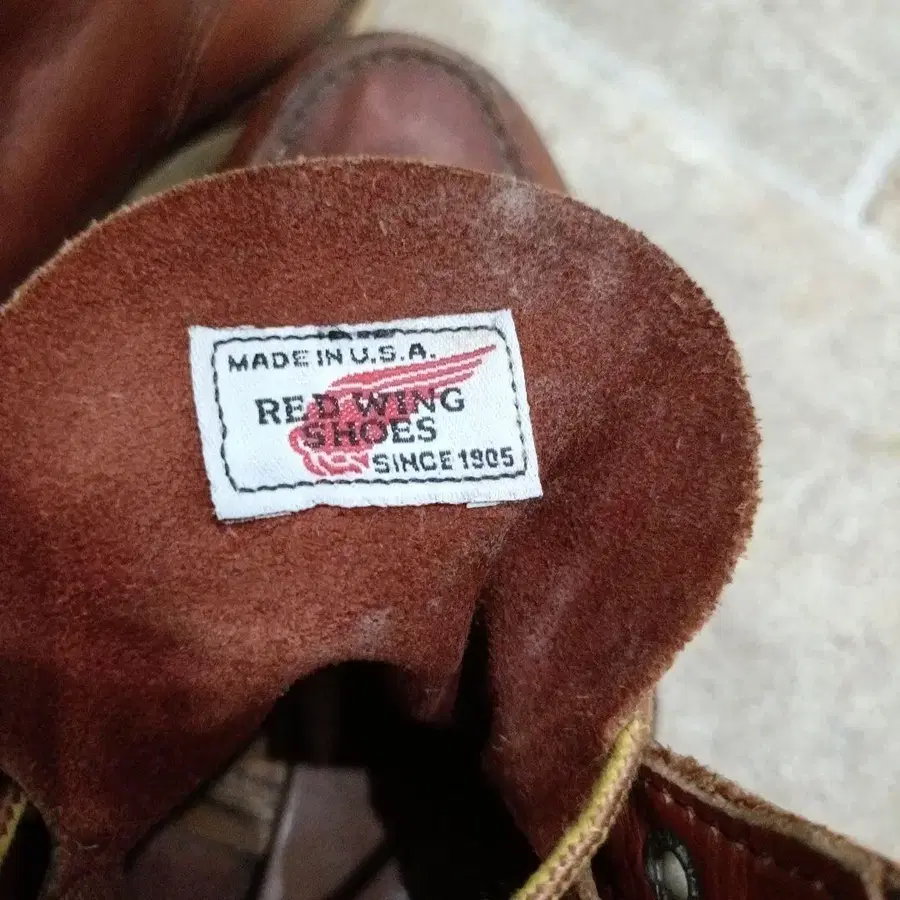 MADE IN U.S.A.
RED WING
SHOES
SINCE 1905